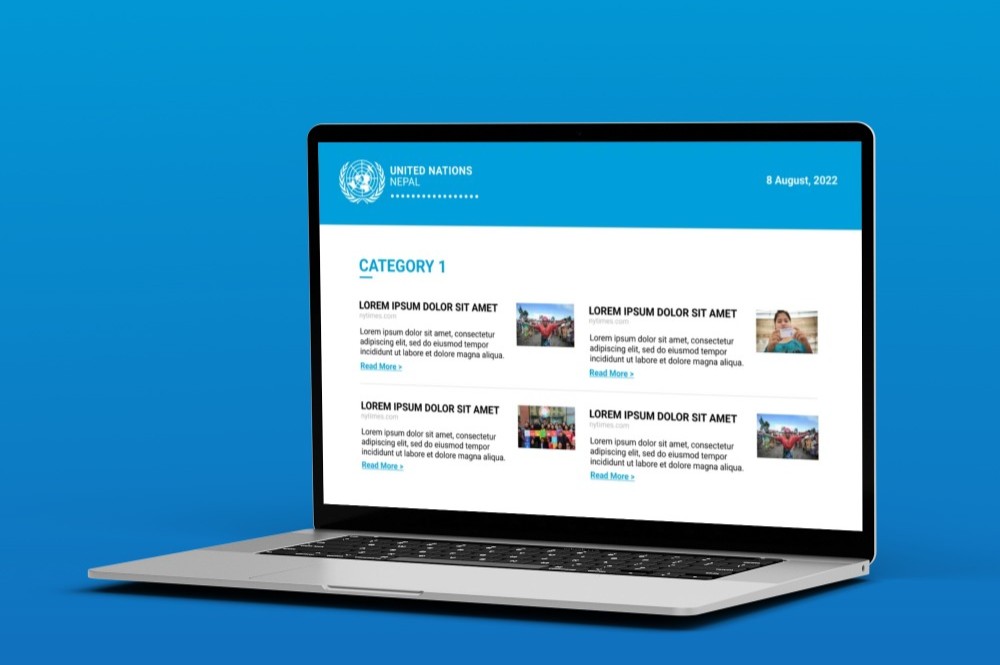 UNITED NATIONS
NEPAL
8 August, 2022
CATEGORY 1
LOREM IPSUM DOLOR SIT AMET
nytimes.com
Lorem ipsum dolor sit amet, consectetur
adipiscing elit, sed do eiusmod tempor
incididunt ut labore et dolore magna aliqua.
Read More >
LOREM IPSUM DOLOR SIT AMET
nytimes.com
Lorem ipsum dolor sit amet, consectetur
adipiscing elit, sed do eiusmod tempor
incididunt ut labore et dolore magna aliqua.
Read More >
LOREM IPSUM DOLOR SIT AMET
nytimes.com
Lorem ipsum dolor sit amet, consectetur
adipiscing elit, sed do eiusmod tempor
incididunt ut labore et dolore magna aliqua.
Read More >
LOREM IPSUM DOLOR SIT AMET
nytimes.com
Lorem ipsum dolor sit amet, consectetur
adipiscing elit, sed do eiusmod tempor
incididunt ut labore et dolore magna aliqua.
Read More >